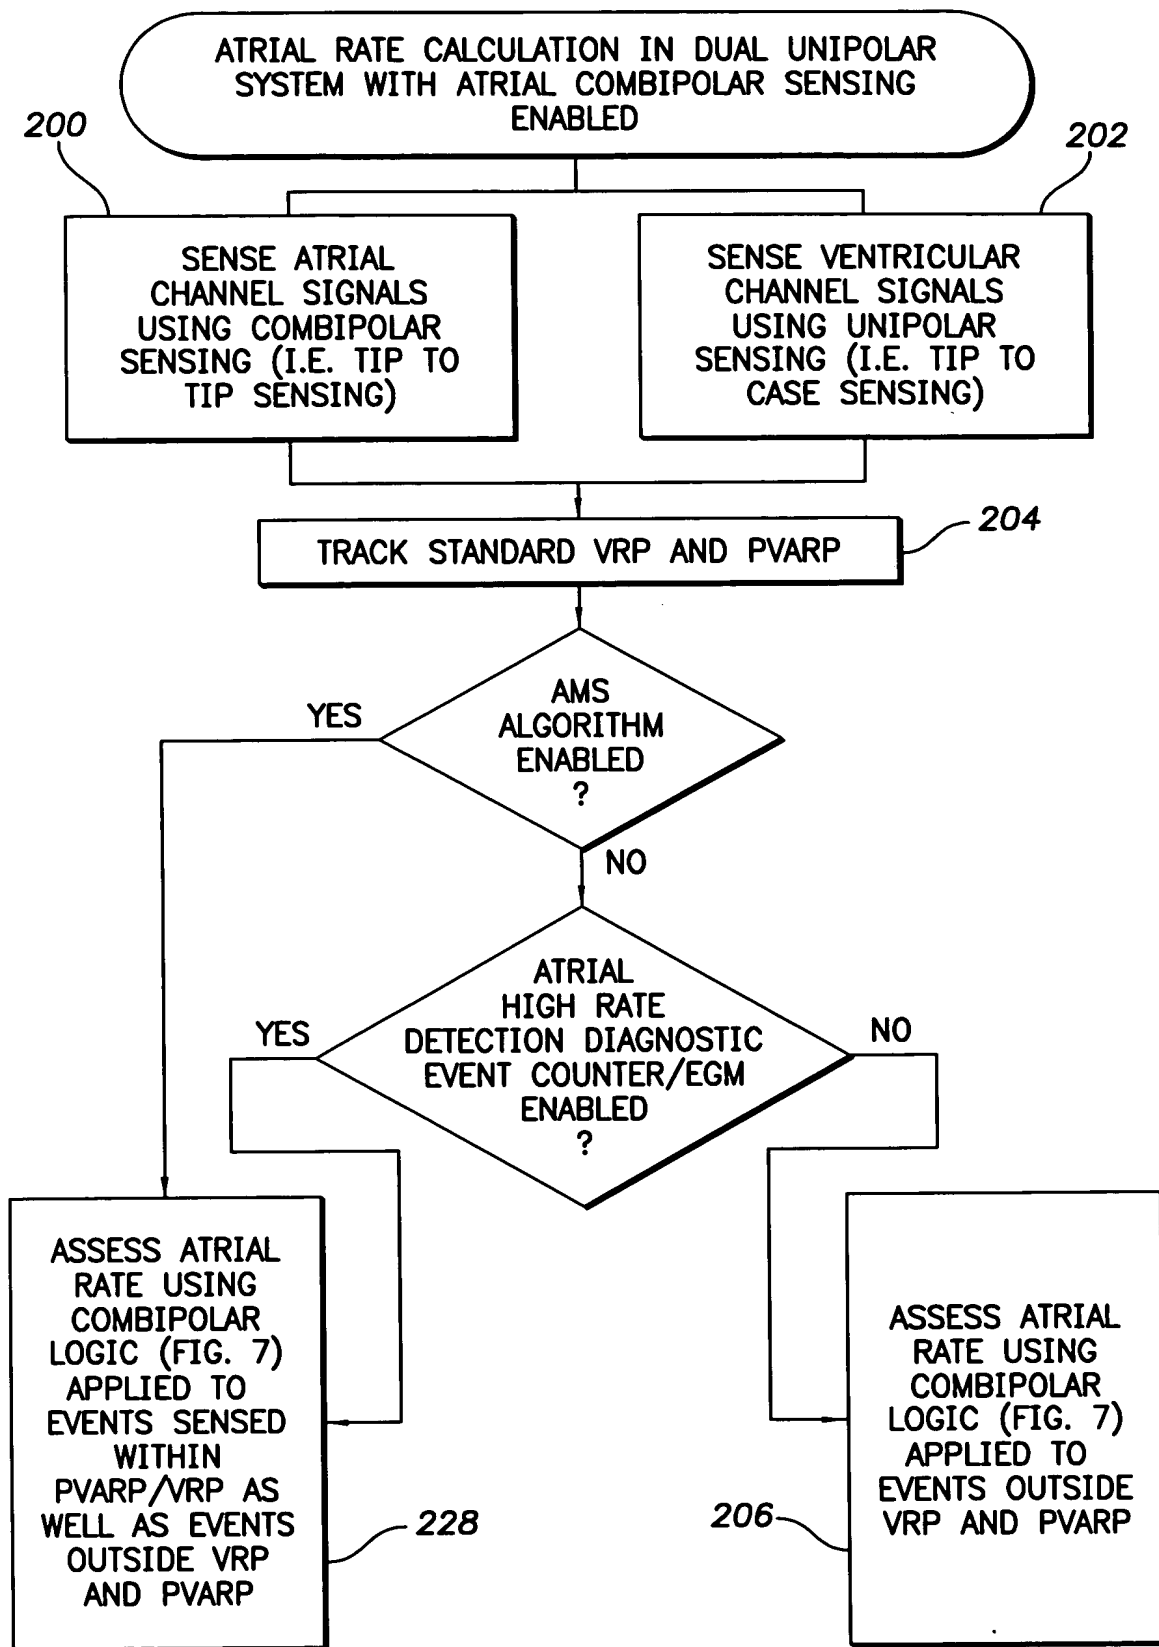 ATRIAL RATE CALCULATION IN DUAL UNIPOLAR
SYSTEM WITH ATRIAL COMBIPOLAR SENSING
ENABLED
200
202
SENSE ATRIAL
CHANNEL SIGNALS
USING COMBIPOLAR
SENSING (I.E. TIP TO
TIP SENSING)
SENSE VENTRICULAR
CHANNEL SIGNALS
USING UNIPOLAR
SENSING (I.E. TIP TO
CASE SENSING)
TRACK STANDARD VRP AND PVARP
204
AMS
ALGORITHM
ENABLED
?
YES
NO
ATRIAL
HIGH RATE
DETECTION DIAGNOSTIC
EVENT COUNTER/EGM
ENABLED
?
YES
NO
ASSESS ATRIAL
RATE USING
COMBIPOLAR
LOGIC (FIG. 7)
APPLIED TO
EVENTS SENSED
WITHIN
PVARP/VRP AS
WELL AS EVENTS
OUTSIDE VRP
AND PVARP
228
206
ASSESS ATRIAL
RATE USING
COMBIPOLAR
LOGIC (FIG. 7)
APPLIED TO
EVENTS OUTSIDE
VRP AND PVARP